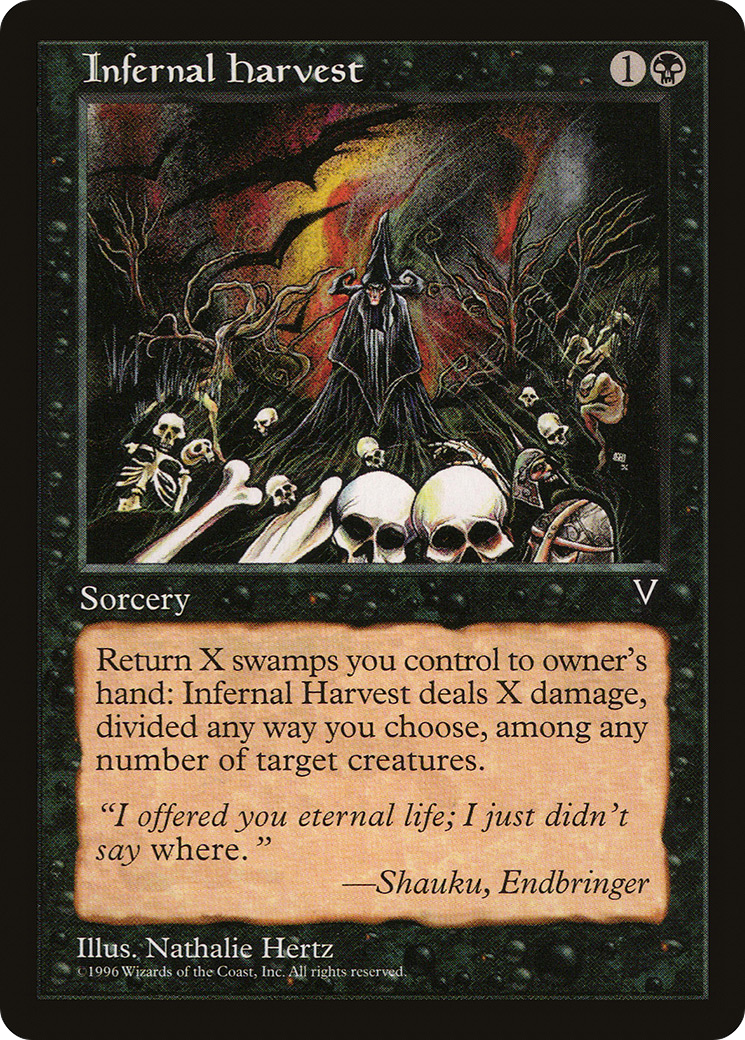 Infernal Harvest 1
Sorcery
Return X swamps you control to owner's
hand: Infernal Harvest deals X damage,
divided any way you choose, among any
number of target creatures.
“I offered you eternal life; I just didn't
say where.”
—Shauku, Endbringer
Illus. Nathalie Hertz
©1996 Wizards of the Coast, Inc. All rights reserved.